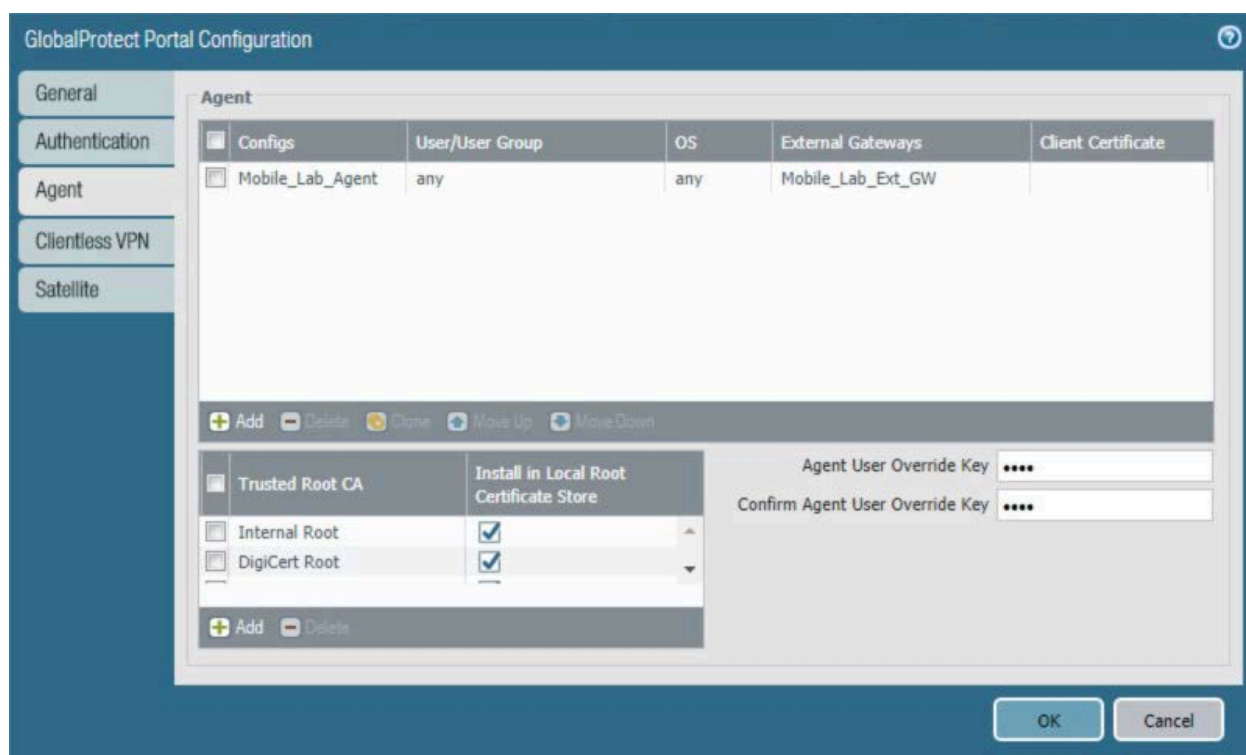 GlobalProtect Portal Configuration
General
Authentication
Agent
Clientless VPN
Satellite
Agent
Configs User/User Group OS External Gateways Client Certificate
Mobile_Lab_Agent any any Mobile_Lab_Ext_GW
Add Delete Clone Move Up Move Down
Trusted Root CA Install in Local Root Certificate Store
Internal Root
DigiCert Root
Add Delete
Agent User Override Key ••••
Confirm Agent User Override Key ••••
OK Cancel